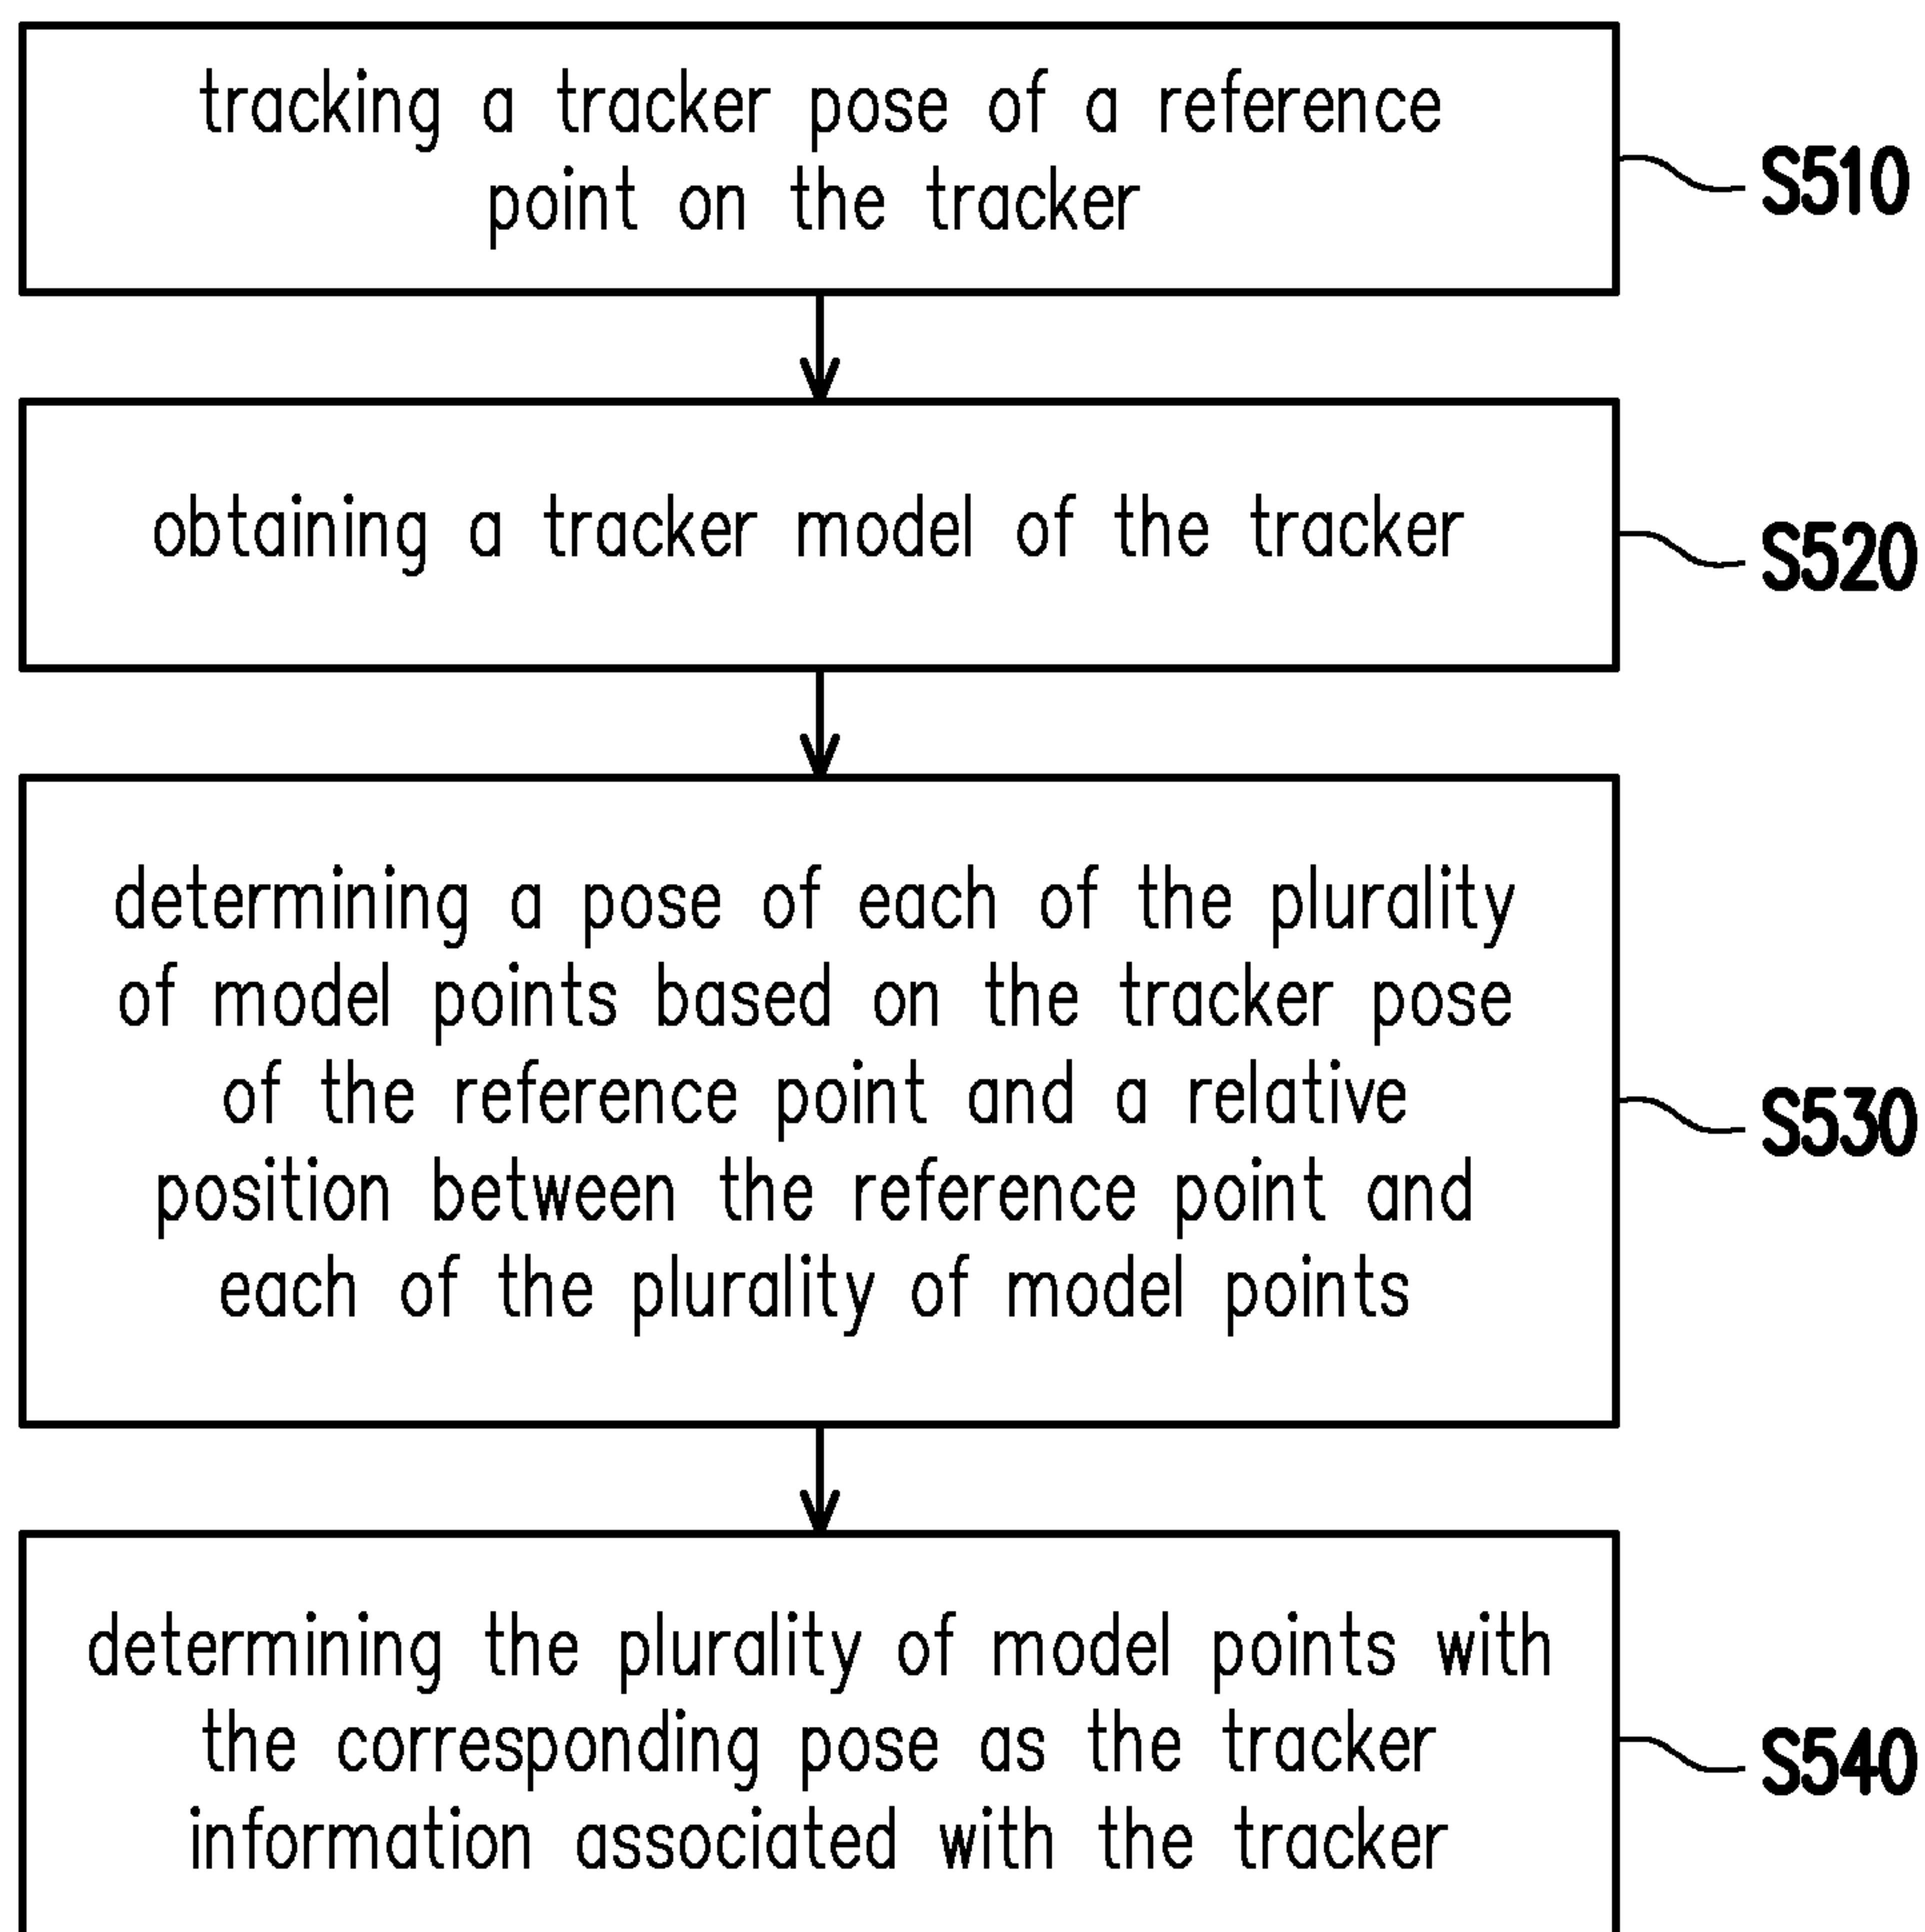 tracking a tracker pose of a reference
point on the tracker
S510
obtaining a tracker model of the tracker
S520
determining a pose of each of the plurality
of model points based on the tracker pose
of the reference point and a relative
position between the reference point and
each of the plurality of model points
S530
determining the plurality of model points with
the corresponding pose as the tracker
information associated with the tracker
S540